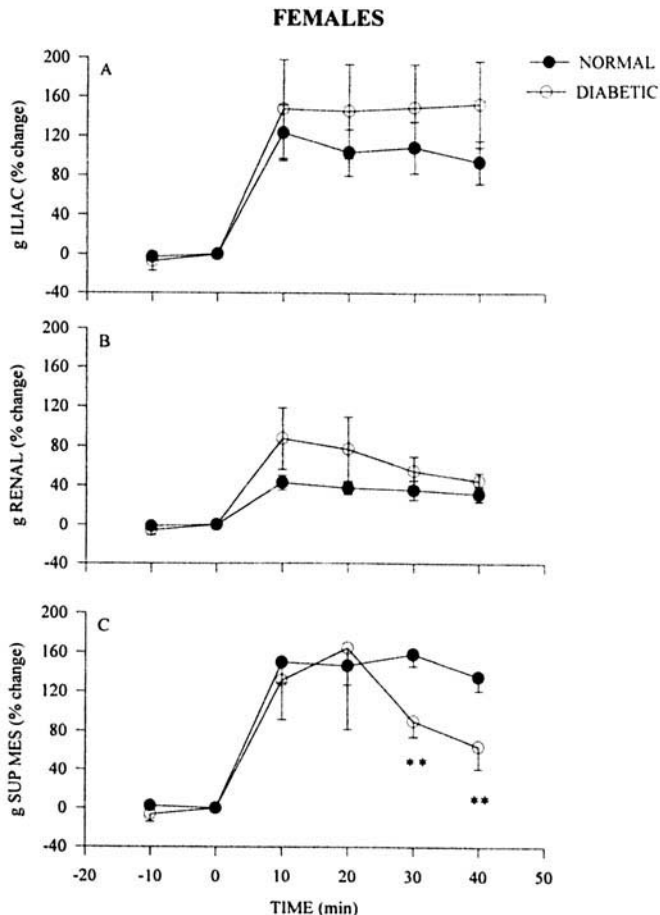 FEMALES
A
NORMAL
DIABETIC
g ILIAC (% change)
200
160
120
80
40
0
-40
B
g RENAL (% change)
200
160
120
80
40
0
-40
C
g SUP MES (% change)
200
160
120
80
40
0
-40
**
**
-20 -10 0 10 20 30 40 50
TIME (min)